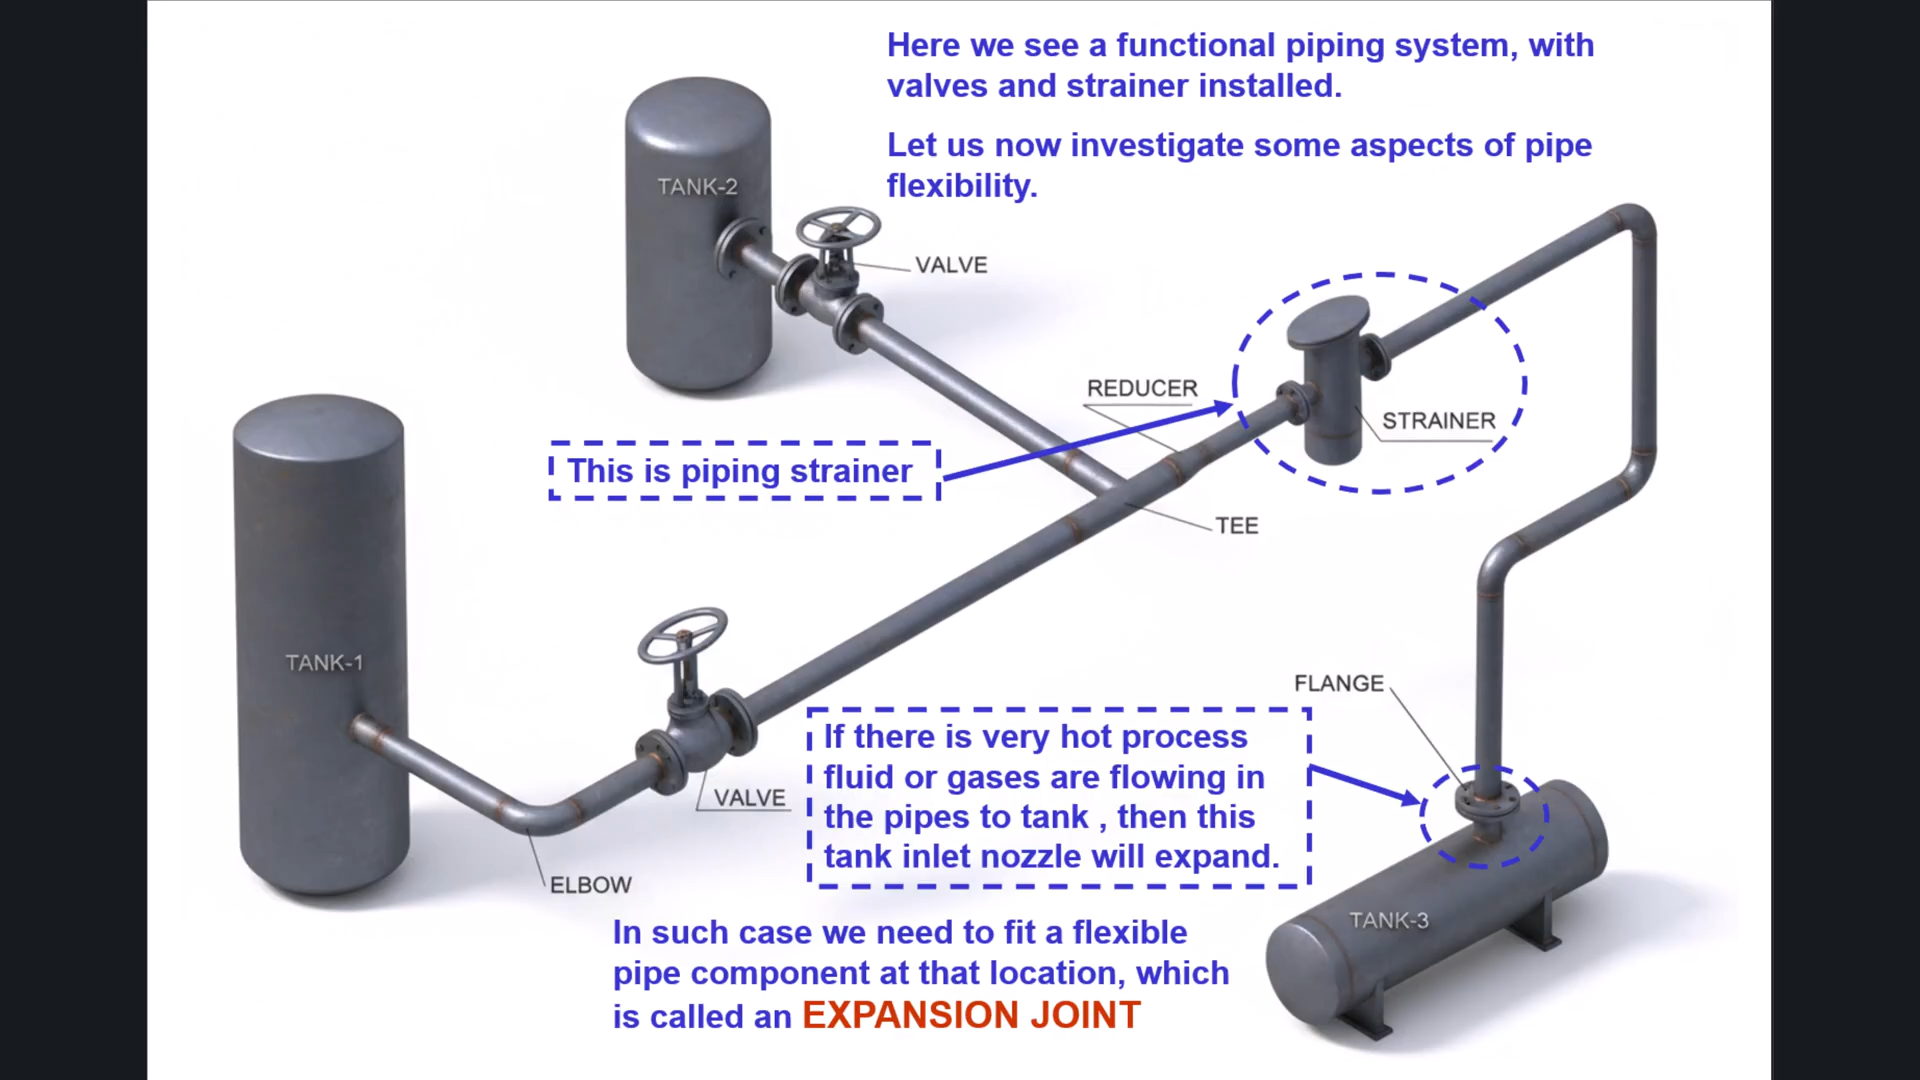 Here we see a functional piping system, with
valves and strainer installed.
Let us now investigate some aspects of pipe
flexibility.
TANK-2
VALVE
REDUCER
STRAINER
This is piping strainer
TEE
TANK-1
FLANGE
If there is very hot process
fluid or gases are flowing in
the pipes to tank , then this
tank inlet nozzle will expand.
VALVE
ELBOW
TANK-3
In such case we need to fit a flexible
pipe component at that location, which
is called an EXPANSION JOINT